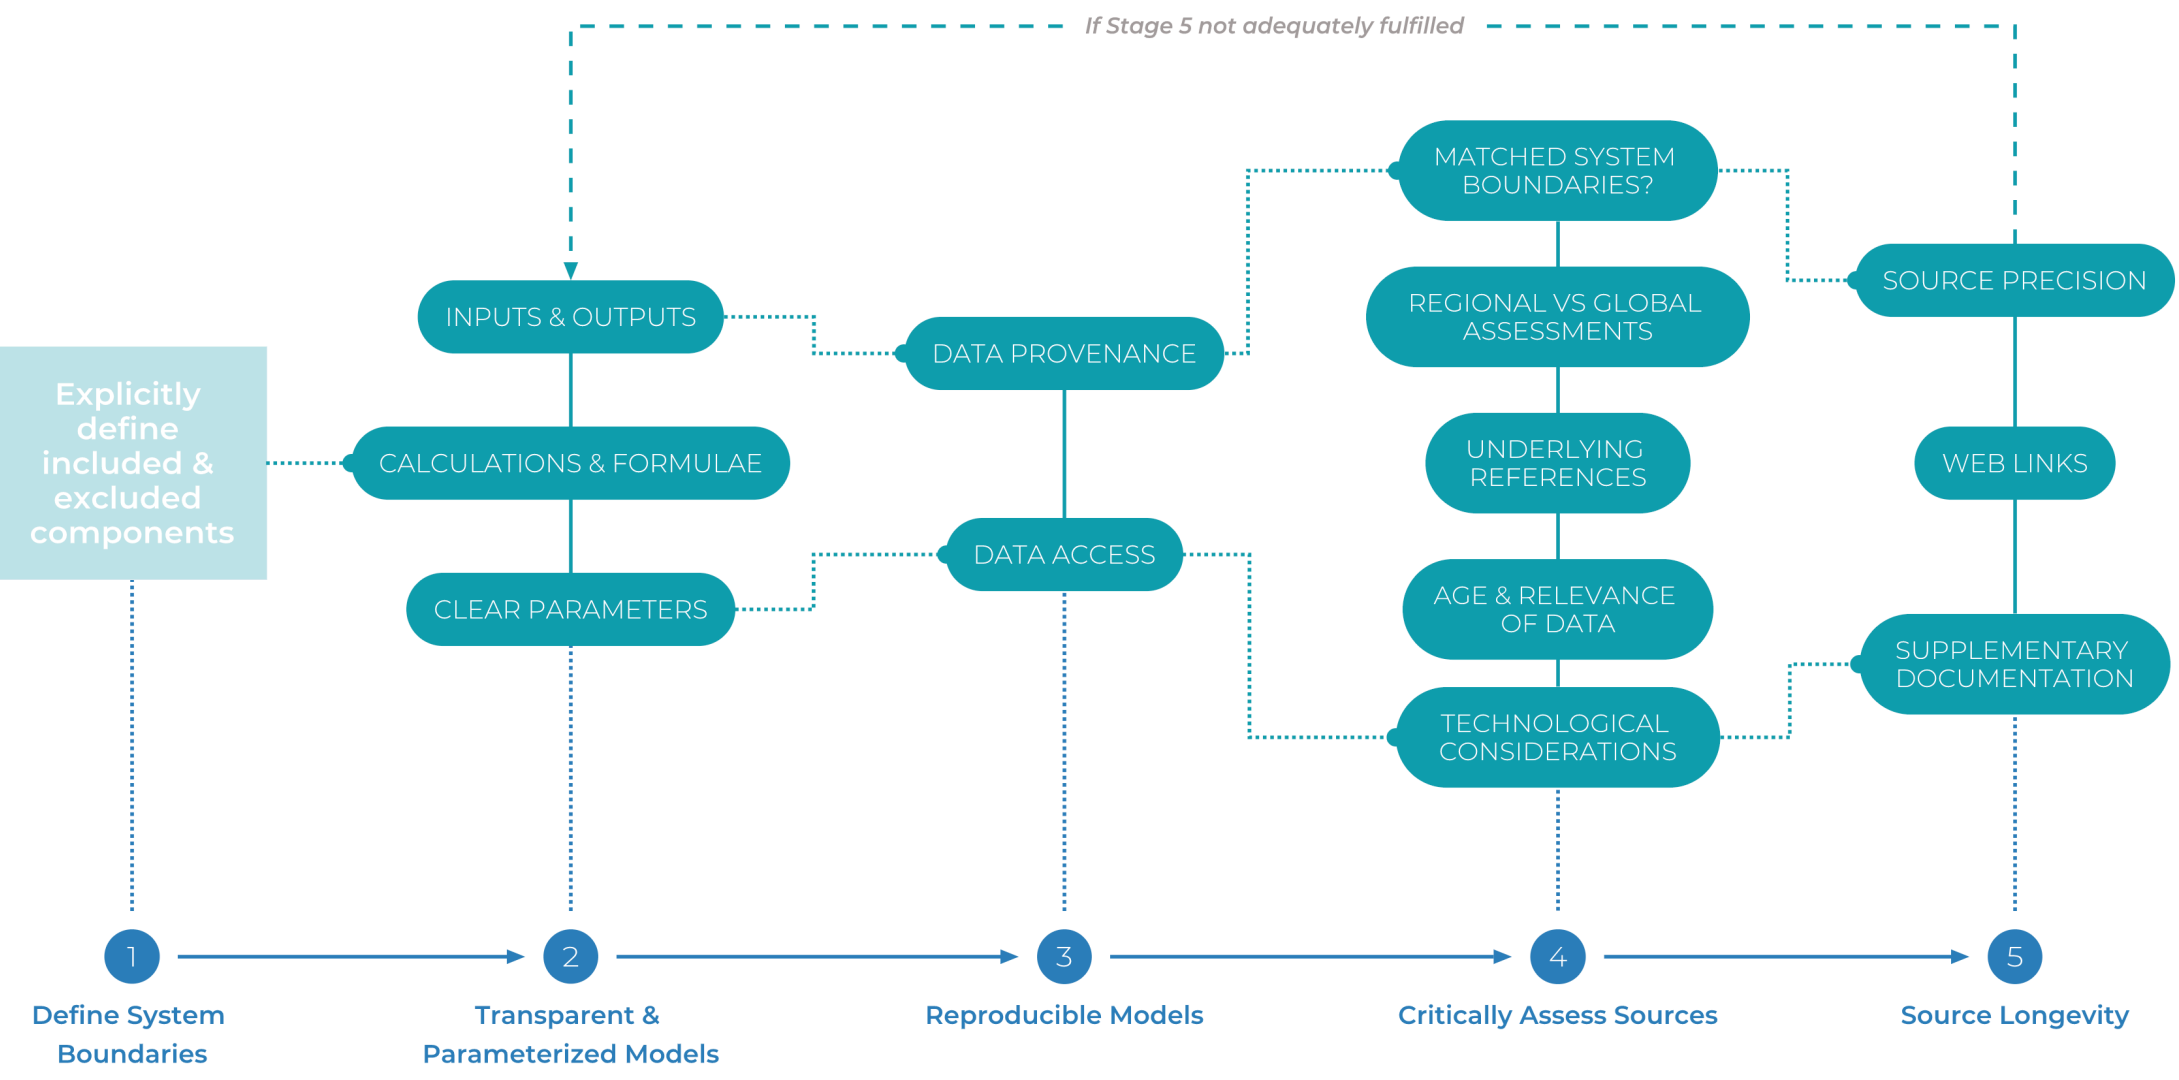 If Stage 5 not adequately fulfilled
Explicitly
define
included &
excluded
components
INPUTS & OUTPUTS
CALCULATIONS & FORMULAE
CLEAR PARAMETERS
DATA PROVENANCE
DATA ACCESS
MATCHED SYSTEM
BOUNDARIES?
REGIONAL VS GLOBAL
ASSESSMENTS
UNDERLYING
REFERENCES
AGE & RELEVANCE
OF DATA
TECHNOLOGICAL
CONSIDERATIONS
SOURCE PRECISION
WEB LINKS
SUPPLEMENTARY
DOCUMENTATION
1
Define System
Boundaries
2
Transparent &
Parameterized Models
3
Reproducible Models
4
Critically Assess Sources
5
Source Longevity